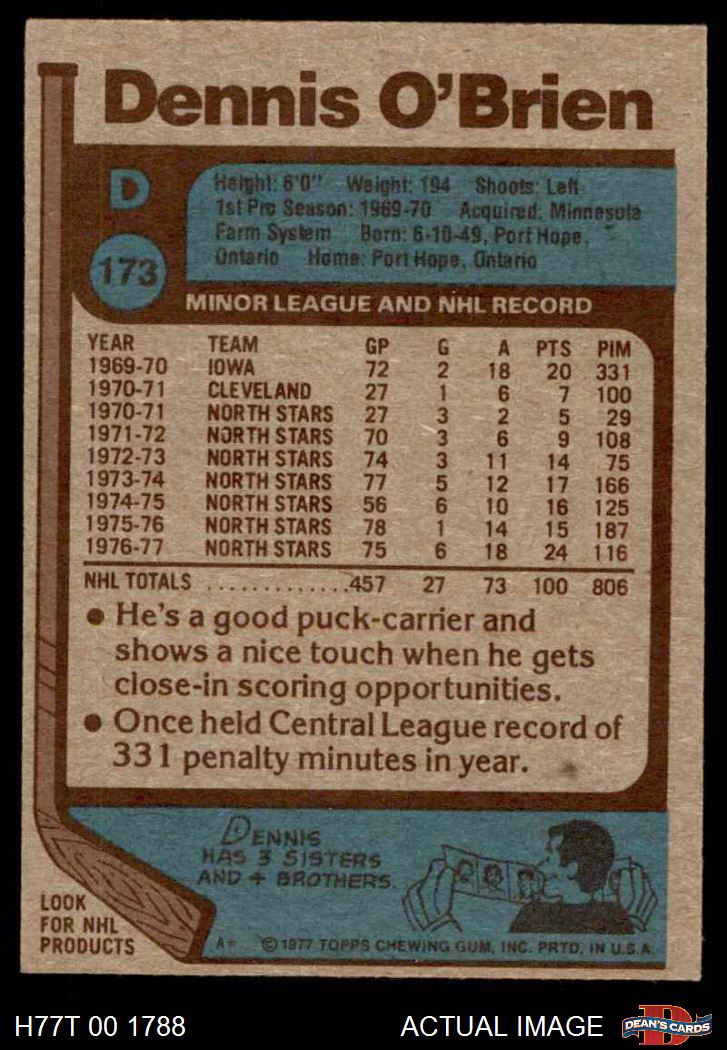 Dennis O'Brien
D
173
Height: 6'0" Weight: 194 Shoots: Left
1st Pro Season: 1969-70 Acquired: Minnesota
Farm System Born: 6-10-49, Port Hope,
Ontario Home: Port Hope, Ontario
MINOR LEAGUE AND NHL RECORD
YEAR TEAM GP G A PTS PIM
1969-70 IOWA 72 2 18 20 331
1970-71 CLEVELAND 27 1 6 7 100
1970-71 NORTH STARS 27 3 2 5 29
1971-72 NORTH STARS 70 3 6 9 108
1972-73 NORTH STARS 74 3 11 14 75
1973-74 NORTH STARS 77 5 12 17 166
1974-75 NORTH STARS 56 6 10 16 125
1975-76 NORTH STARS 78 1 14 15 187
1976-77 NORTH STARS 75 6 18 24 116
NHL TOTALS .............457 27 73 100 806
● He's a good puck-carrier and
shows a nice touch when he gets
close-in scoring opportunities.
● Once held Central League record of
331 penalty minutes in year.
DENNIS
HAS 3 SISTERS
AND 4 BROTHERS.
LOOK
FOR NHL
PRODUCTS
A* © 1977 TOPPS CHEWING GUM, INC. PRTD. IN U.S.A.
H77T 00 1788 ACTUAL IMAGE
D
DEAN'S CARDS